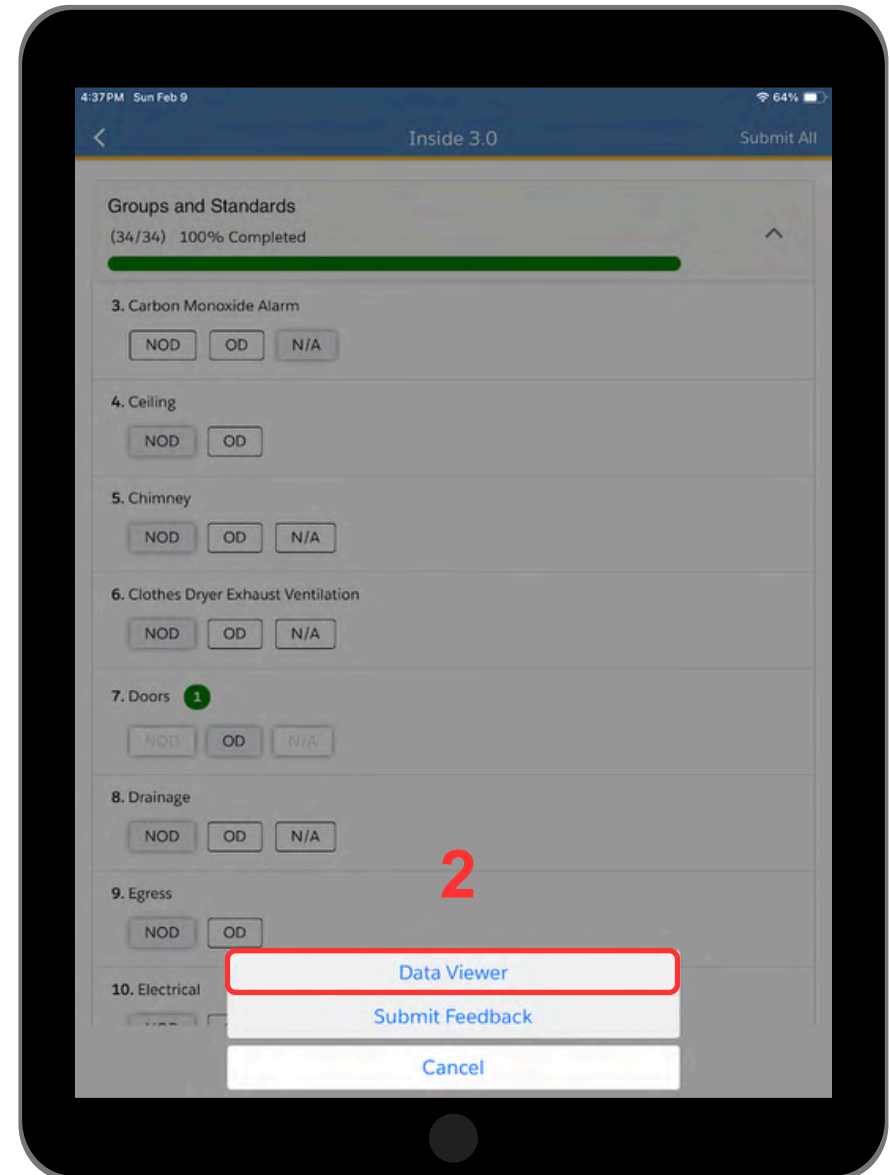 4:37 PM Sun Feb 9 64%
Inside 3.0 Submit All
Groups and Standards
(34/34) 100% Completed
3. Carbon Monoxide Alarm
NOD OD N/A
4. Ceiling
NOD OD
5. Chimney
NOD OD N/A
6. Clothes Dryer Exhaust Ventilation
NOD OD N/A
7. Doors 1
NOD OD N/A
8. Drainage
NOD OD N/A
2
9. Egress
NOD OD
Data Viewer
10. Electrical
Submit Feedback
Cancel